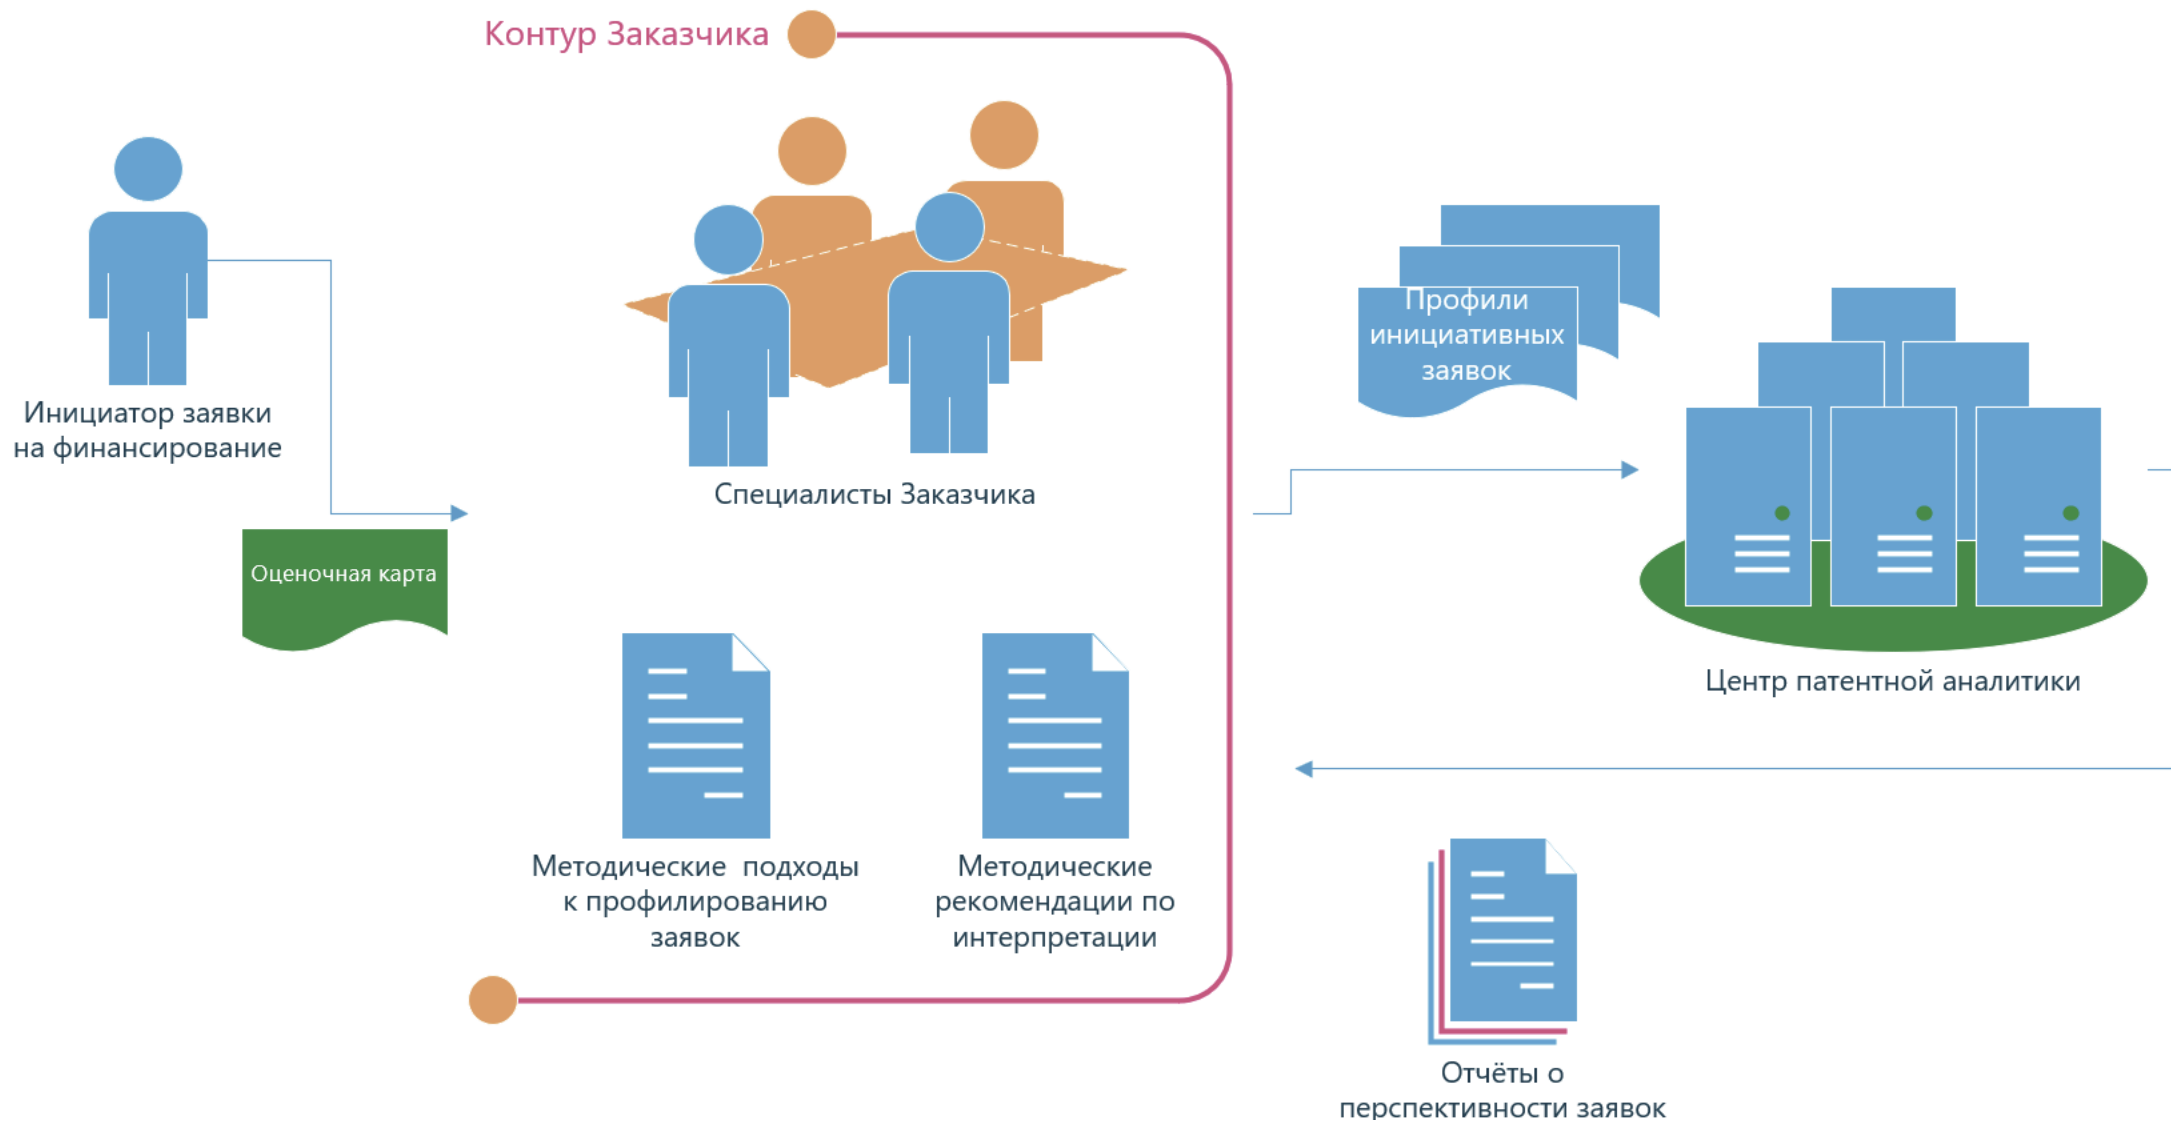 Контур Заказчика
Инициатор заявки
на финансирование
Оценочная карта
Специалисты Заказчика
Методические подходы
к профилированию
заявок
Методические
рекомендации по
интерпретации
Профили
инициативных
заявок
Центр патентной аналитики
Отчёты о
перспективности заявок